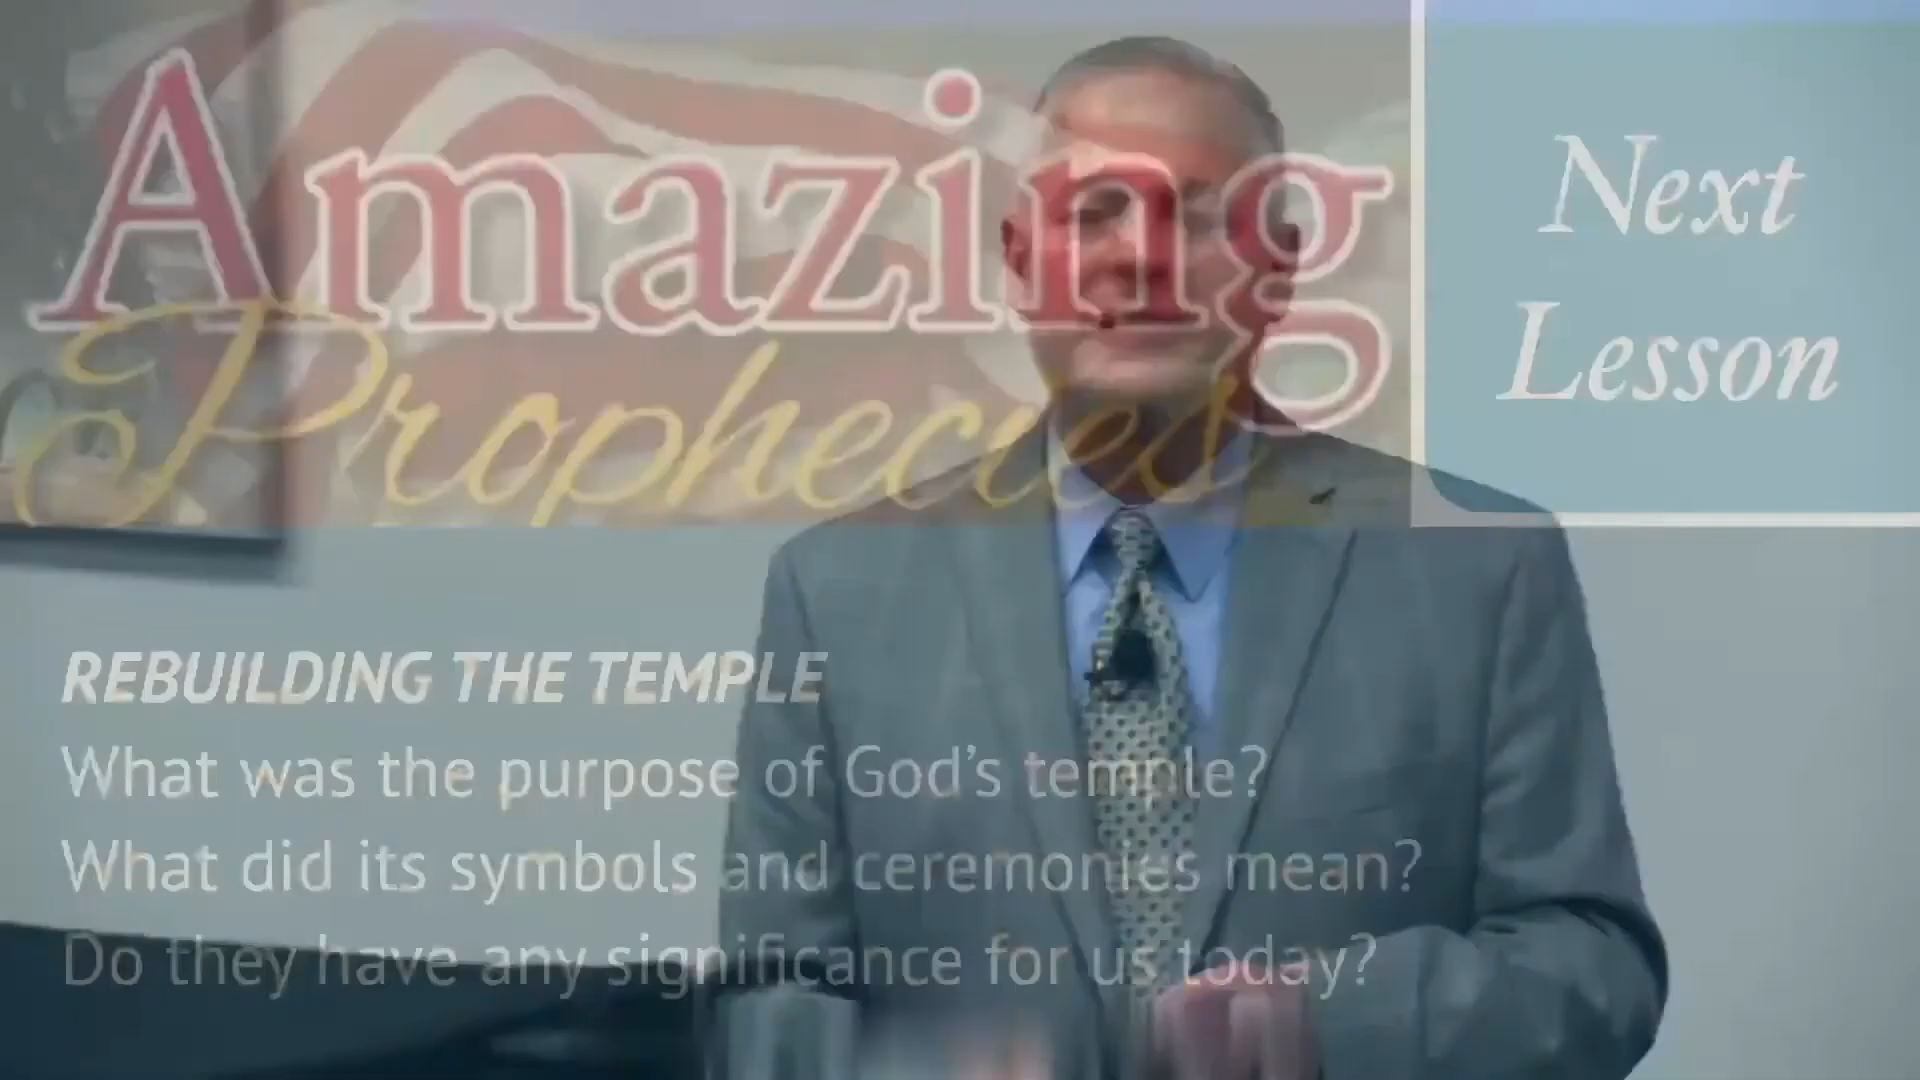 Amazing
Prophecies
Next
Lesson
REBUILDING THE TEMPLE
What was the purpose of God's temple?
What did its symbols and ceremonies mean?
Do they have any significance for us today?